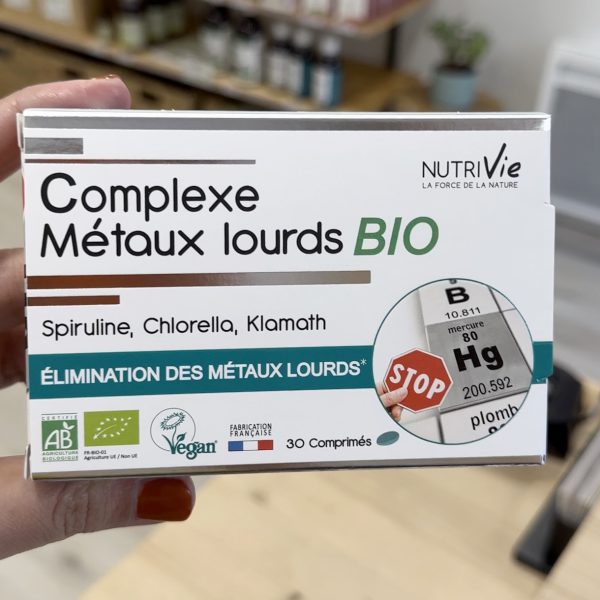 NUTRIVie
LA FORCE DE LA NATURE
Complexe
Métaux lourds BIO
Spiruline, Chlorella, Klamath
ÉLIMINATION DES MÉTAUX LOURDS*
B
10.811
mercure
80
Hg
200.592
STOP
plomb
CERTIFIÉ
AB
AGRICULTURE
BIOLOGIQUE
FR-BIO-01
Agriculture UE / Non UE
Vegan
FABRICATION
FRANÇAISE
30 Comprimés